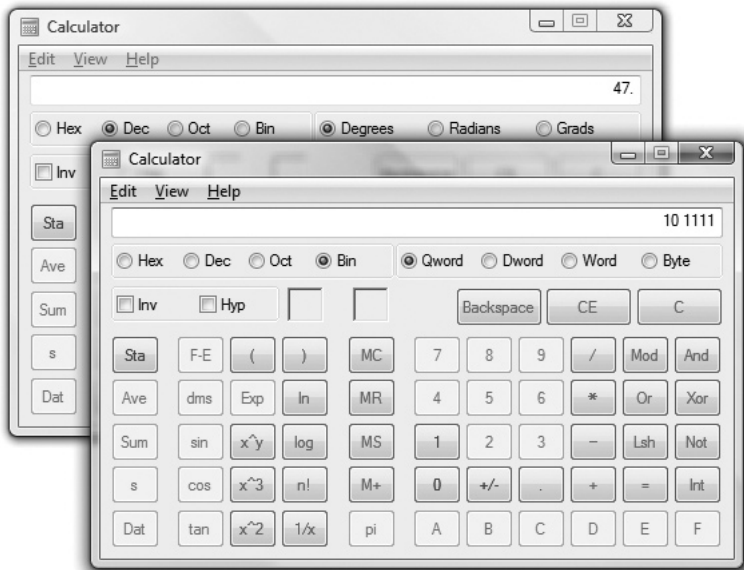 Calculator
Edit View Help
47.
Hex Dec Oct Bin Degrees Radians Grads
Inv
Sta
Ave
Sum
s
Dat
Calculator
Edit View Help
10 1111
Hex Dec Oct Bin Qword Dword Word Byte
Inv Hyp Backspace CE C
Sta F-E ( ) MC 7 8 9 / Mod And
Ave dms Exp ln MR 4 5 6 * Or Xor
Sum sin x^y log MS 1 2 3 - Lsh Not
s cos x^3 n! M+ 0 +/- . + = Int
Dat tan x^2 1/x pi A B C D E F